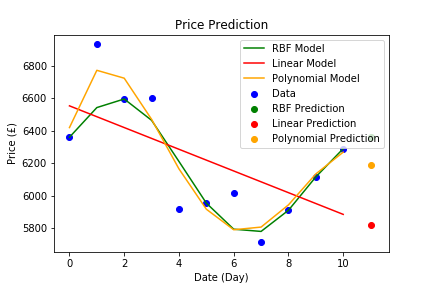 Price Prediction
RBF Model
Linear Model
Polynomial Model
Data
RBF Prediction
Linear Prediction
Polynomial Prediction
6800
6600
6400
6200
6000
5800
Price (£)
0 2 4 6 8 10
Date (Day)